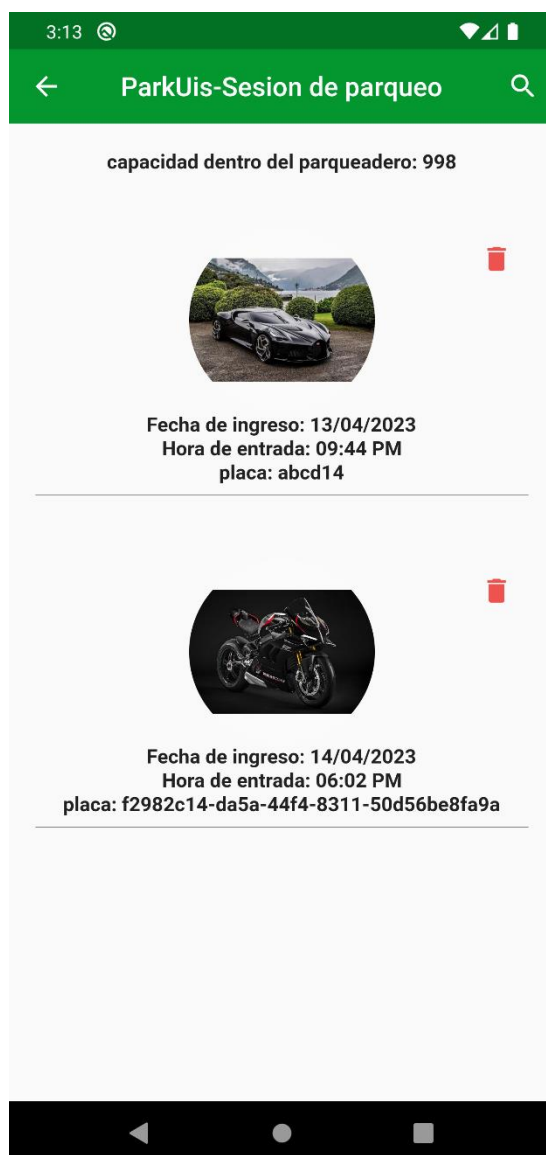 3:13
ParkUis-Sesion de parqueo
capacidad dentro del parqueadero: 998
Fecha de ingreso: 13/04/2023
Hora de entrada: 09:44 PM
placa: abcd14
Fecha de ingreso: 14/04/2023
Hora de entrada: 06:02 PM
placa: f2982c14-da5a-44f4-8311-50d56be8fa9a